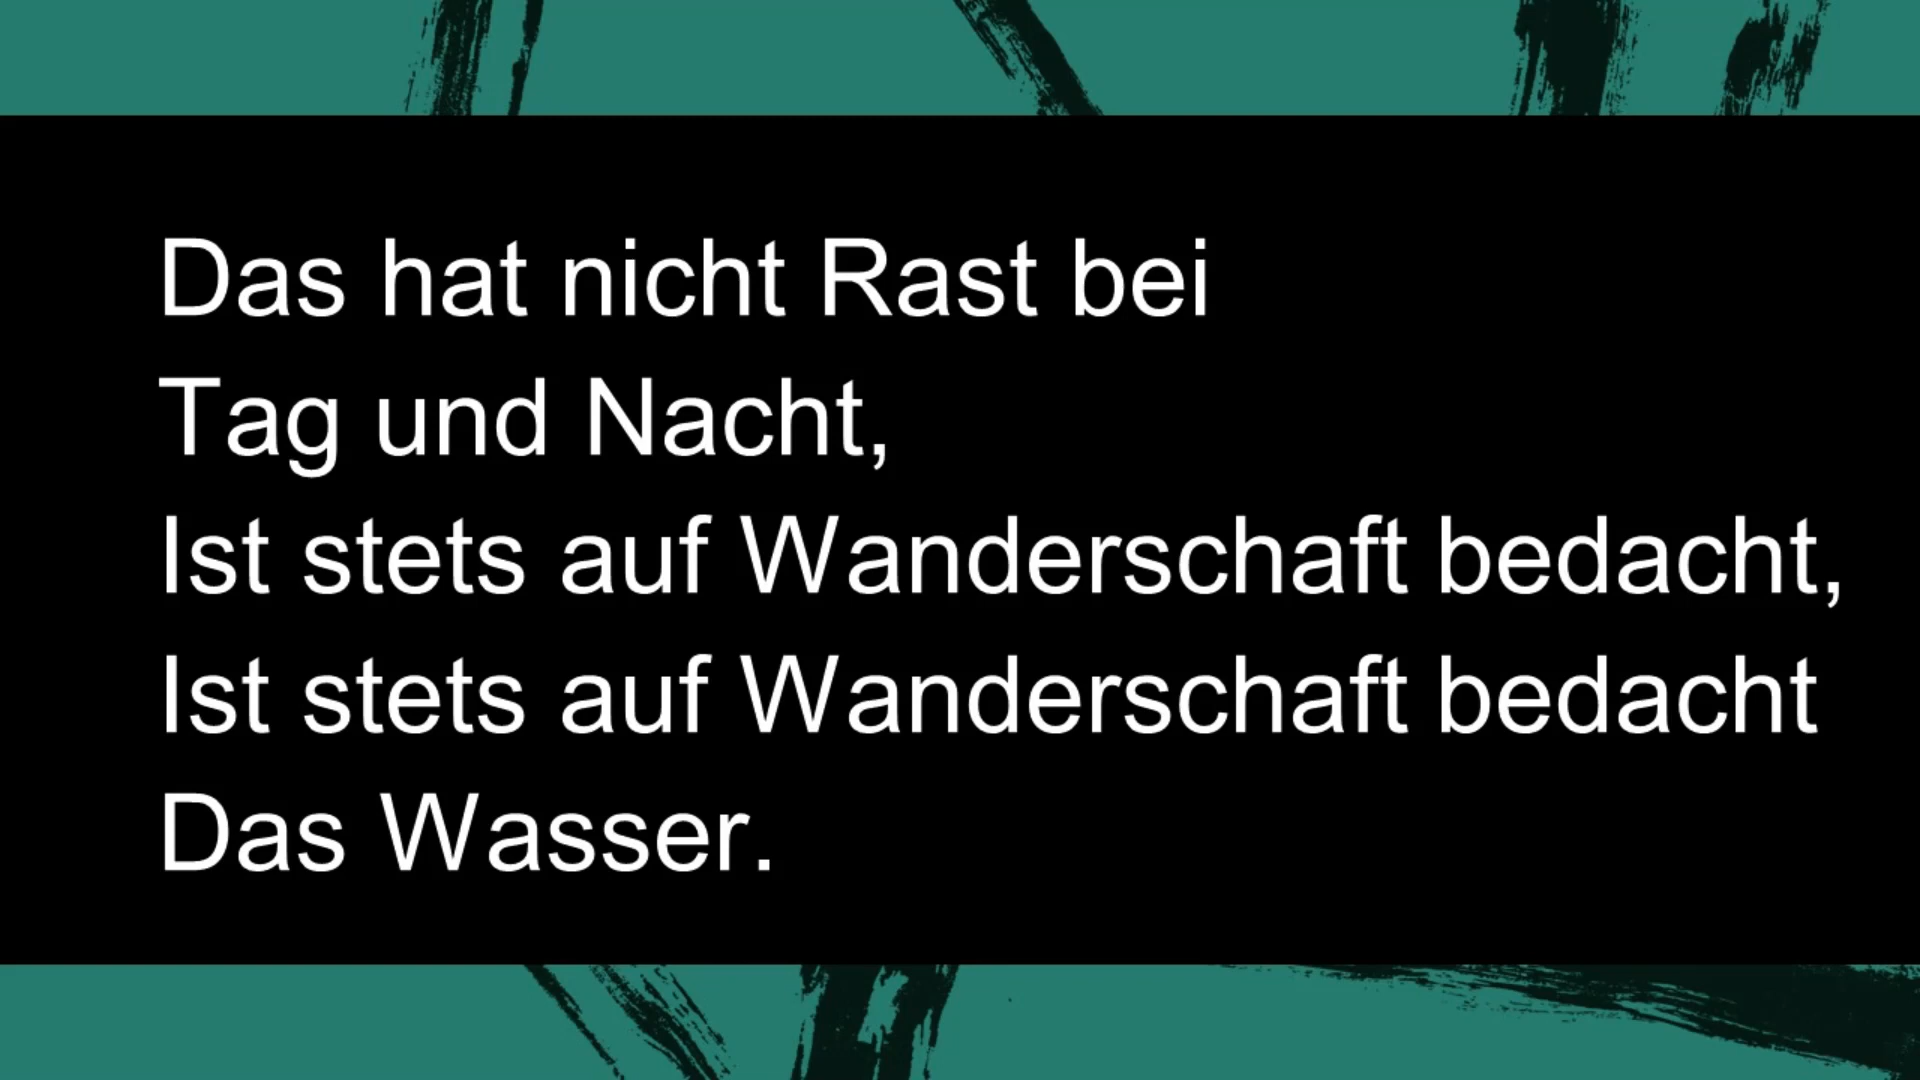 Das hat nicht Rast bei
Tag und Nacht,
Ist stets auf Wanderschaft bedacht,
Ist stets auf Wanderschaft bedacht
Das Wasser.